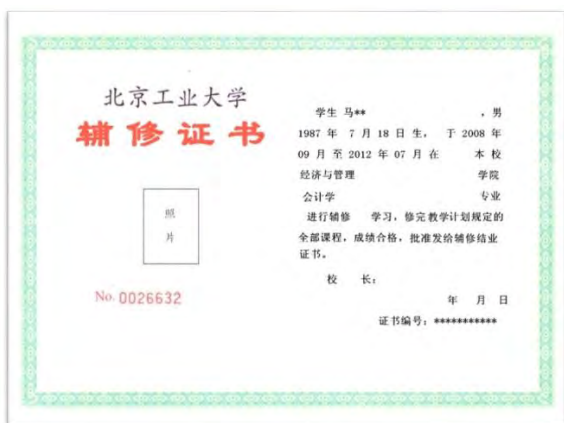 北京工业大学
辅修证书
照
片
No. 0026632
学生 马** ，男
1987 年 7 月 18 日生， 于 2008 年
09 月 至 2012 年 07 月 在 本 校
经济与管理 学院
会计学 专业
进行辅修 学习，修完教学计划规定的
全部课程，成绩合格，批准发给辅修结业
证书。
校 长：
年 月 日
证书编号：***********